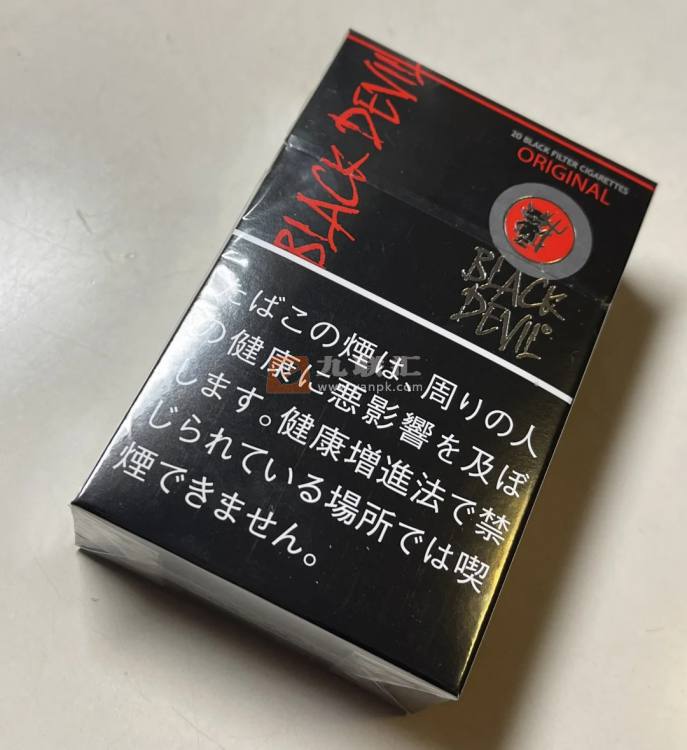 BLACK DEVIL
20 BLACK FILTER CIGARETTES
ORIGINAL
BLACK
DEVIL
たばこの煙は、周りの人
の健康に悪影響を及ぼ
します。健康増進法で禁
じられている場所では喫
煙できません。